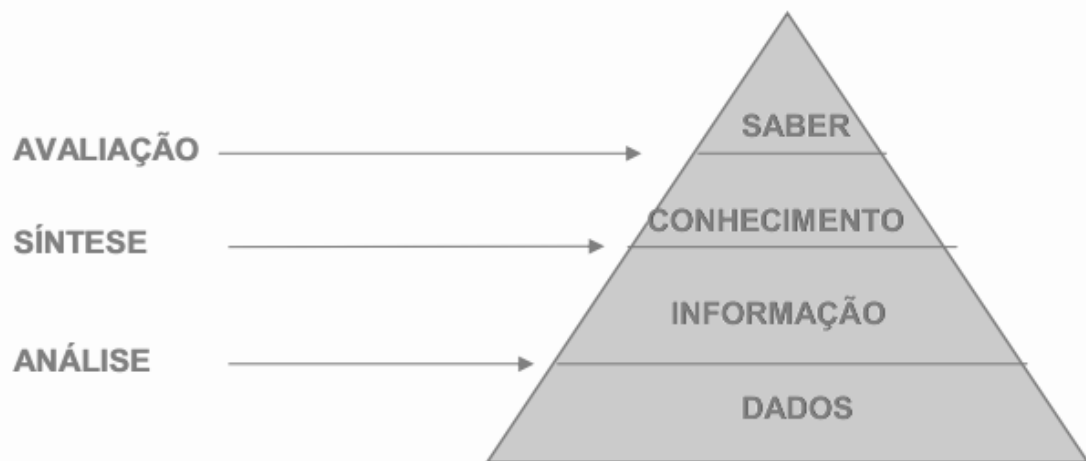 SABER
AVALIAÇÃO
CONHECIMENTO
SÍNTESE
INFORMAÇÃO
ANÁLISE
DADOS